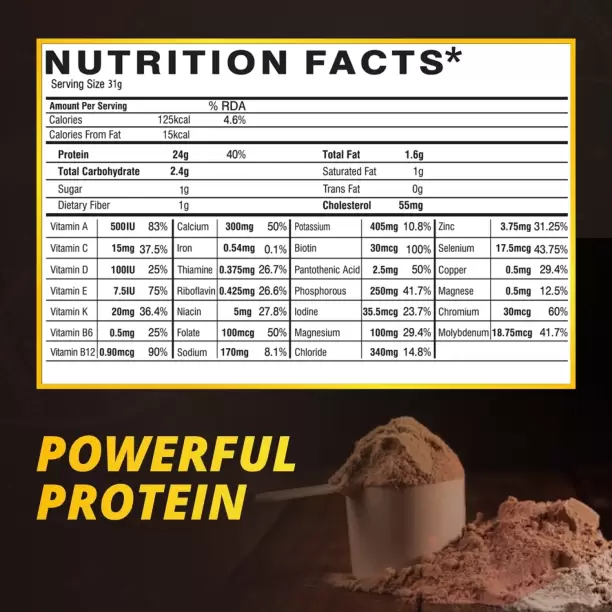 NUTRITION FACTS*
Serving Size 31g
Amount Per Serving % RDA
Calories 125kcal 4.6%
Calories From Fat 15kcal
Protein 24g 40% Total Fat 1.6g
Total Carbohydrate 2.4g Saturated Fat 1g
Sugar 1g Trans Fat 0g
Dietary Fiber 1g Cholesterol 55mg
Vitamin A 500IU 83% Calcium 300mg 50% Potassium 405mg 10.8% Zinc 3.75mg 31.25%
Vitamin C 15mg 37.5% Iron 0.54mg 0.1% Biotin 30mcg 100% Selenium 17.5mcg 43.75%
Vitamin D 100IU 25% Thiamine 0.375mg 26.7% Pantothenic Acid 2.5mg 50% Copper 0.5mg 29.4%
Vitamin E 7.5IU 75% Riboflavin 0.425mg 26.6% Phosphorous 250mg 41.7% Magnese 0.5mg 12.5%
Vitamin K 20mg 36.4% Niacin 5mg 27.8% Iodine 35.5mcg 23.7% Chromium 30mcg 60%
Vitamin B6 0.5mg 25% Folate 100mcg 50% Magnesium 100mg 29.4% Molybdenum 18.75mcg 41.7%
Vitamin B12 0.90mcg 90% Sodium 170mg 8.1% Chloride 340mg 14.8%
POWERFUL
PROTEIN